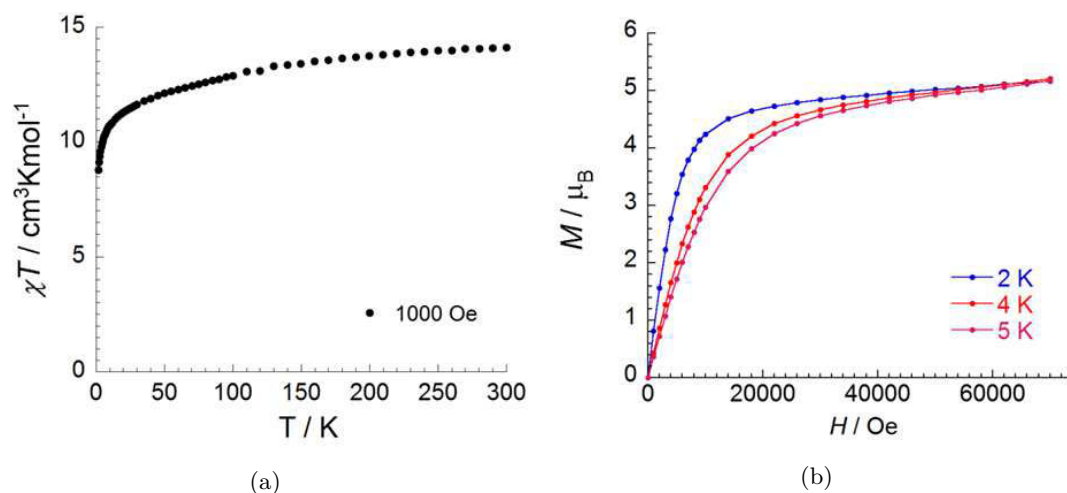 15
10
5
0
χT / cm³Kmol⁻¹
1000 Oe
0 50 100 150 200 250 300
T / K
(a)
6
5
4
3
2
1
0
M / μB
2 K
4 K
5 K
0 20000 40000 60000
H / Oe
(b)